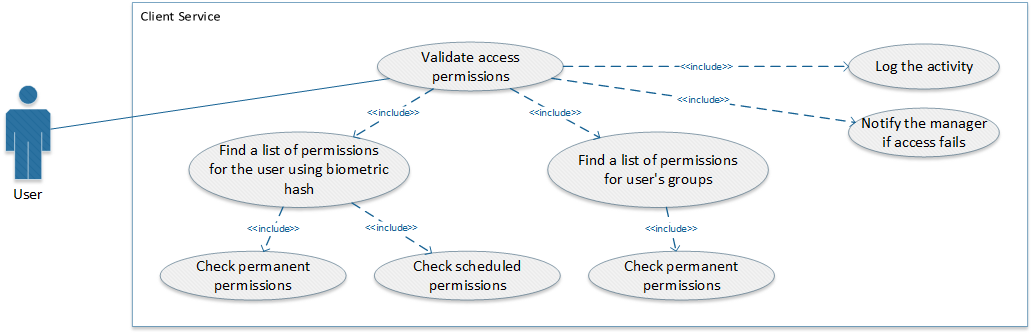 Client Service
Validate access
permissions
<<include>>
Log the activity
<<include>>
Notify the manager
if access fails
<<include>>
<<include>>
Find a list of permissions
for the user using biometric
hash
Find a list of permissions
for user's groups
User
<<include>>
<<include>>
<<include>>
Check permanent
permissions
Check scheduled
permissions
Check permanent
permissions